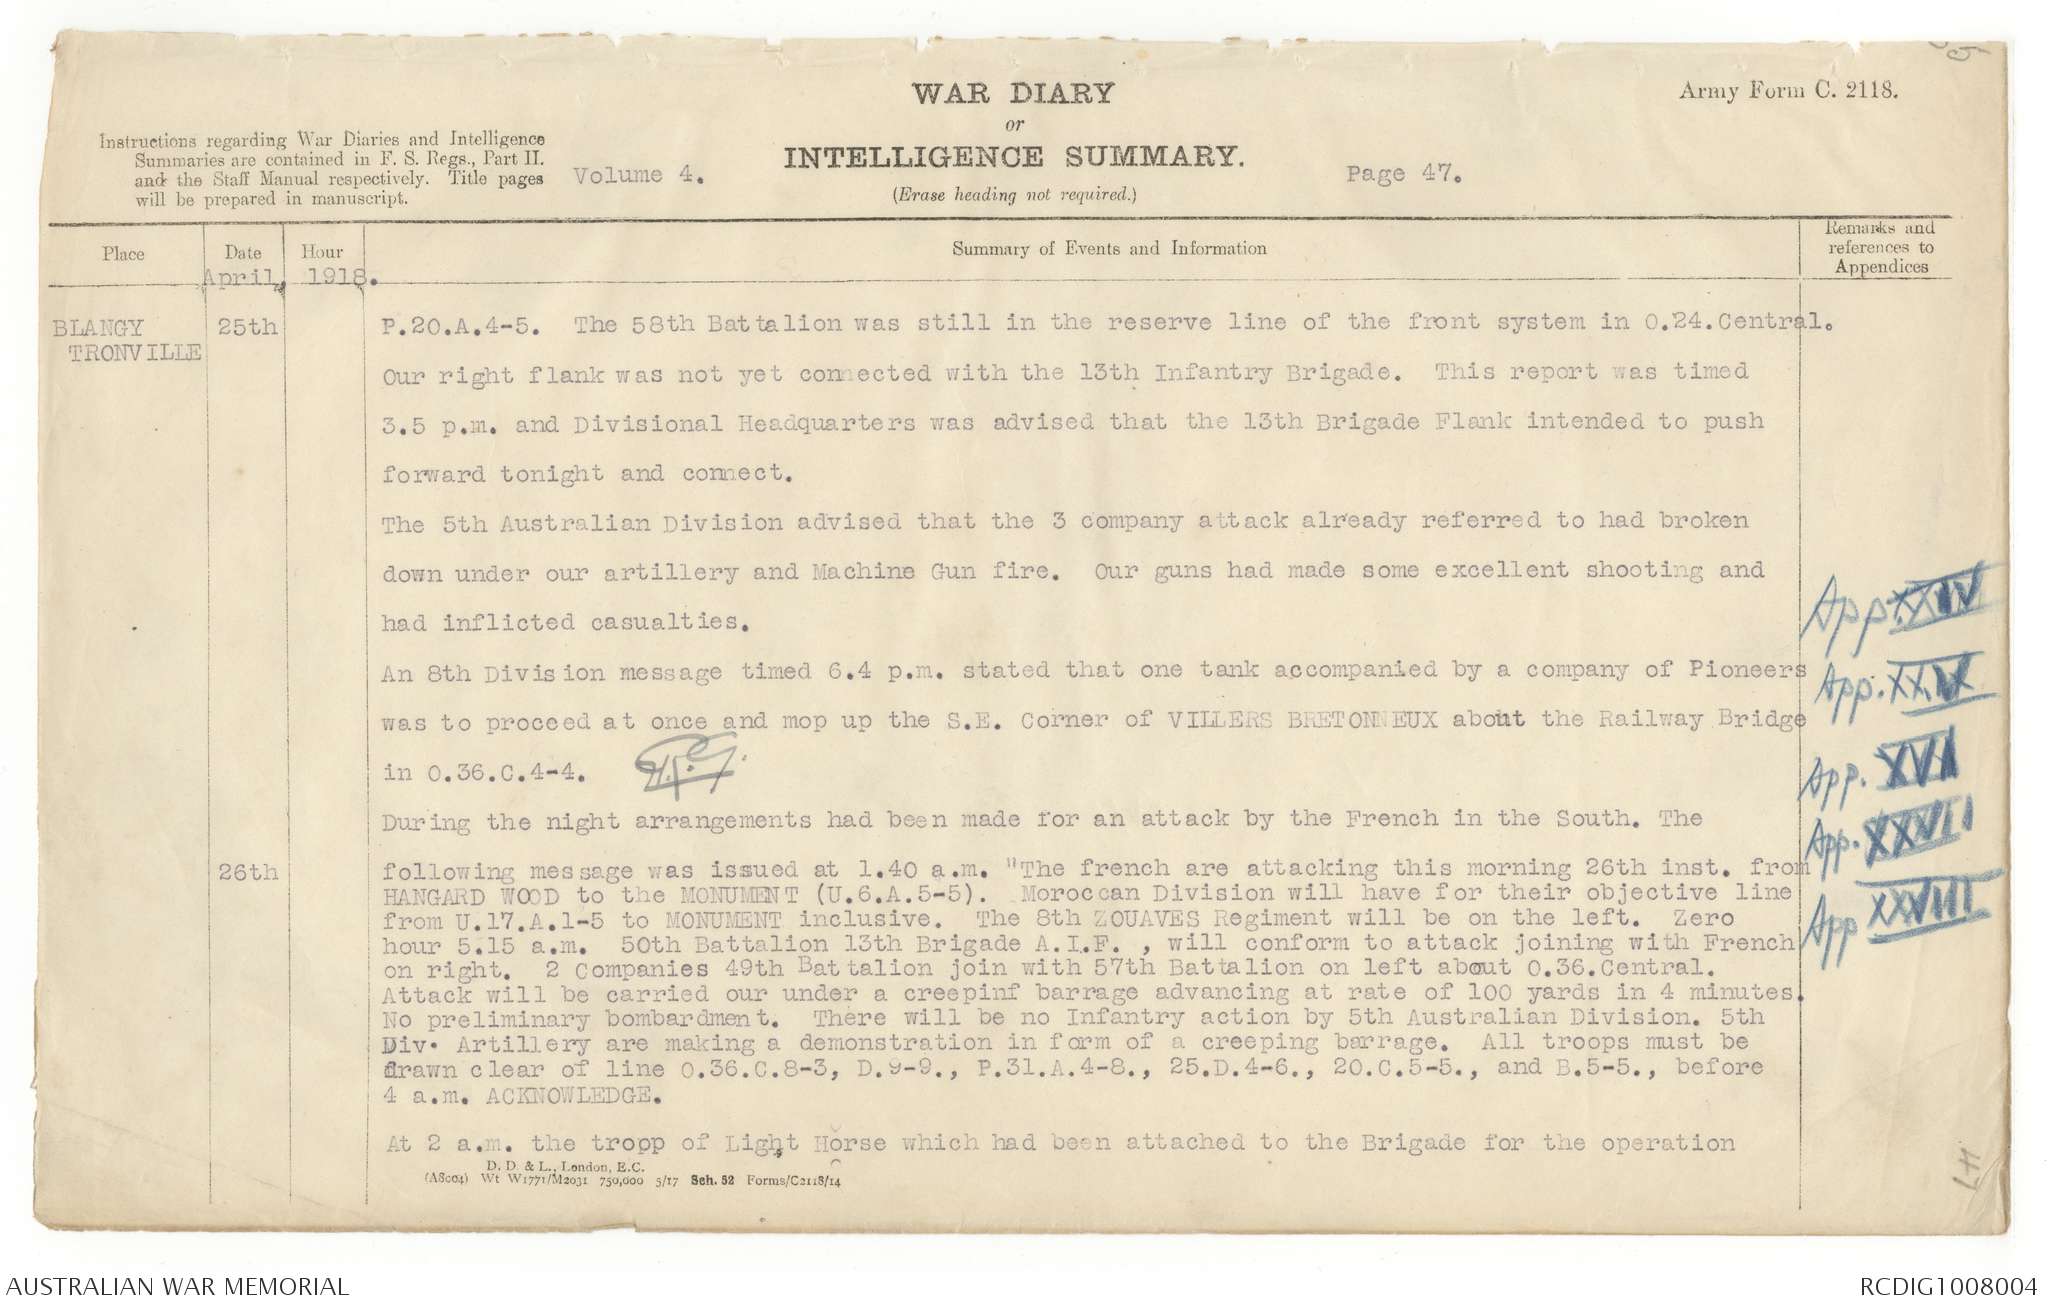 WAR DIARY
or
INTELLIGENCE SUMMARY.
(Erase heading not required.)
Army Form C. 2118.
Instructions regarding War Diaries and Intelligence
Summaries are contained in F. S. Regs., Part II.
and the Staff Manual respectively. Title pages
will be prepared in manuscript.
Volume 4.
Page 47.
Place
Date
Hour
Summary of Events and Information
Remarks and
references to
Appendices
April, 1918.
BLANGY
TRONVILLE
25th
P.20.A.4-5. The 58th Battalion was still in the reserve line of the front system in O.24.Central.
Our right flank was not yet connected with the 13th Infantry Brigade. This report was timed
3.5 p.m. and Divisional Headquarters was advised that the 13th Brigade Flank intended to push
forward tonight and connect.
The 5th Australian Division advised that the 3 company attack already referred to had broken
down under our artillery and Machine Gun fire. Our guns had made some excellent shooting and
had inflicted casualties.
An 8th Division message timed 6.4 p.m. stated that one tank accompanied by a company of Pioneers
was to proceed at once and mop up the S.E. Corner of VILLERS BRETONNEUX about the Railway Bridge
in O.36.C.4-4.
During the night arrangements had been made for an attack by the French in the South. The
26th
following message was issued at 1.40 a.m. "The french are attacking this morning 26th inst. from
HANGARD WOOD to the MONUMENT (U.6.A.5-5). Moroccan Division will have for their objective line
from U.17.A.1-5 to MONUMENT inclusive. The 8th ZOUAVES Regiment will be on the left. Zero
hour 5.15 a.m. 50th Battalion 13th Brigade A.I.F. , will conform to attack joining with French
on right. 2 Companies 49th Battalion join with 57th Battalion on left about O.36.Central.
Attack will be carried our under a creepinf barrage advancing at rate of 100 yards in 4 minutes.
No preliminary bombardment. There will be no Infantry action by 5th Australian Division. 5th
Div. Artillery are making a demonstration in form of a creeping barrage. All troops must be
drawn clear of line O.36.C.8-3, D.9-9., P.31.A.4-8., 25.D.4-6., 20.C.5-5., and B.5-5., before
4 a.m. ACKNOWLEDGE.
At 2 a.m. the tropp of Light Horse which had been attached to the Brigade for the operation
App.
App.
App.
App. XXXVII
App XXXVIII
47
D. D. & L., London, E.C.
(A8004) Wt W1771/M2031 750,000 5/17 Sch. 52 Forms/C2118/14
AUSTRALIAN WAR MEMORIAL
RCDIG1008004